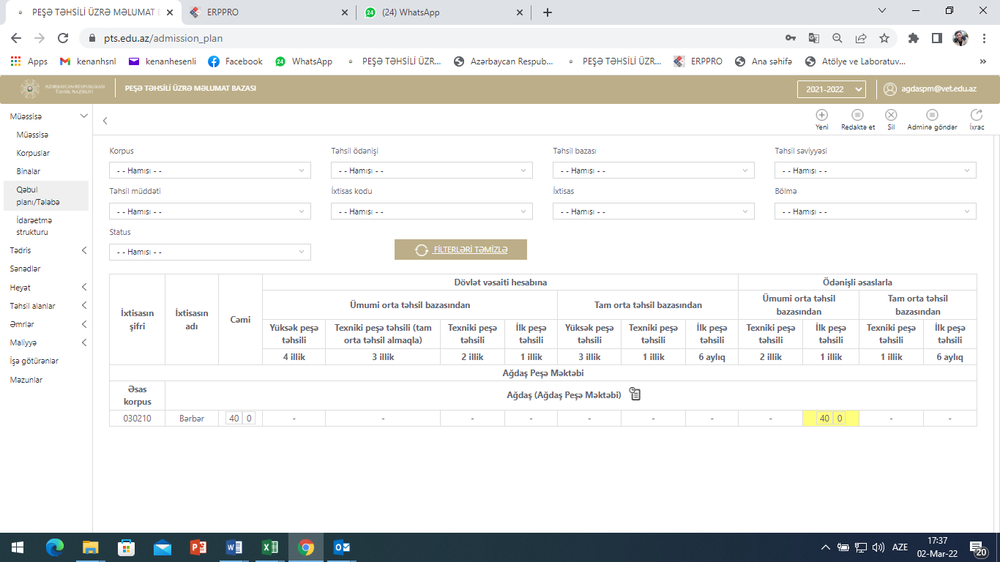 PEŞƏ TƏHSİLİ ÜZRƏ MƏLUMAT B
ERPPRO
(24) WhatsApp
pts.edu.az/admission_plan
Apps
kenanhsnl
kenanhesenli
Facebook
24
WhatsApp
PEŞƏ TƏHSİLİ ÜZR...
Azərbaycan Respub...
PEŞƏ TƏHSİLİ ÜZR...
ERPPRO
Ana səhifə
Atölye ve Laboratuv...
»
AZƏRBAYCAN RESPUBLİKASI
TƏHSİL NAZİRLİYİ
PEŞƏ TƏHSİLİ ÜZRƏ MƏLUMAT BAZASI
2021-2022
agdaspm@vet.edu.az
Müəssisə
Müəssisə
Korpuslar
Binalar
Qəbul
planı/Tələbə
İdarəetmə
strukturu
Tədris
Sənədlər
Heyət
Təhsil alanlar
Əmrlər
Maliyyə
İşə götürənlər
Məzunlar
Yeni
Redaktə et
Sil
Adminə göndər
İxrac
Korpus
Təhsil ödənişi
Təhsil bazası
Təhsil səviyyəsi
- - Hamısı - -
- - Hamısı - -
- - Hamısı - -
- - Hamısı - -
Təhsil müddəti
İxtisas kodu
İxtisas
Bölmə
- - Hamısı - -
- - Hamısı - -
- - Hamısı - -
- - Hamısı - -
Status
- - Hamısı - -
FİLTERLƏRİ TƏMİZLƏ
İxtisasın
şifri
İxtisasın
adı
Cəmi
Dövlət vəsaiti hesabına
Ödənişli əsaslarla
Ümumi orta təhsil bazasından
Tam orta təhsil bazasından
Ümumi orta təhsil
bazasından
Tam orta təhsil
bazasından
Yüksək peşə
təhsili
Texniki peşə təhsili (tam
orta təhsil almaqla)
Texniki peşə
təhsili
İlk peşə
təhsili
Yüksək peşə
təhsili
Texniki peşə
təhsili
İlk peşə
təhsili
Texniki peşə
təhsili
İlk peşə
təhsili
Texniki peşə
təhsili
İlk peşə
təhsili
4 illik
3 illik
2 illik
1 illik
3 illik
1 illik
6 aylıq
2 illik
1 illik
1 illik
6 aylıq
Ağdaş Peşə Məktəbi
Əsas
korpus
Ağdaş (Ağdaş Peşə Məktəbi)
030210
Bərbər
40 0
-
-
-
-
-
-
-
-
40 0
-
-
AZE
17:37
02-Mar-22
20